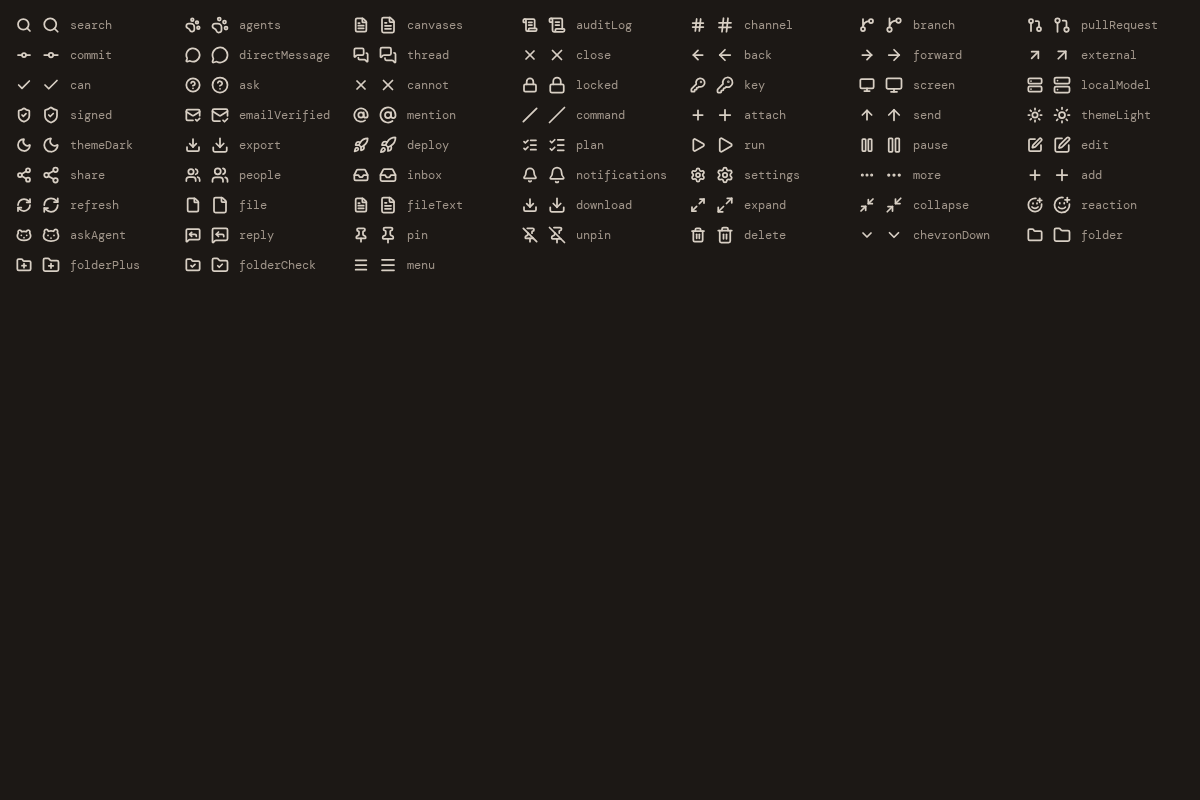 search agents canvases auditLog channel branch pullRequest
commit directMessage thread close back forward external
can ask cannot locked key screen localModel
signed emailVerified mention command attach send themeLight
themeDark export deploy plan run pause edit
share people inbox notifications settings more add
refresh file fileText download expand collapse reaction
askAgent reply pin unpin delete chevronDown folder
folderPlus folderCheck menu